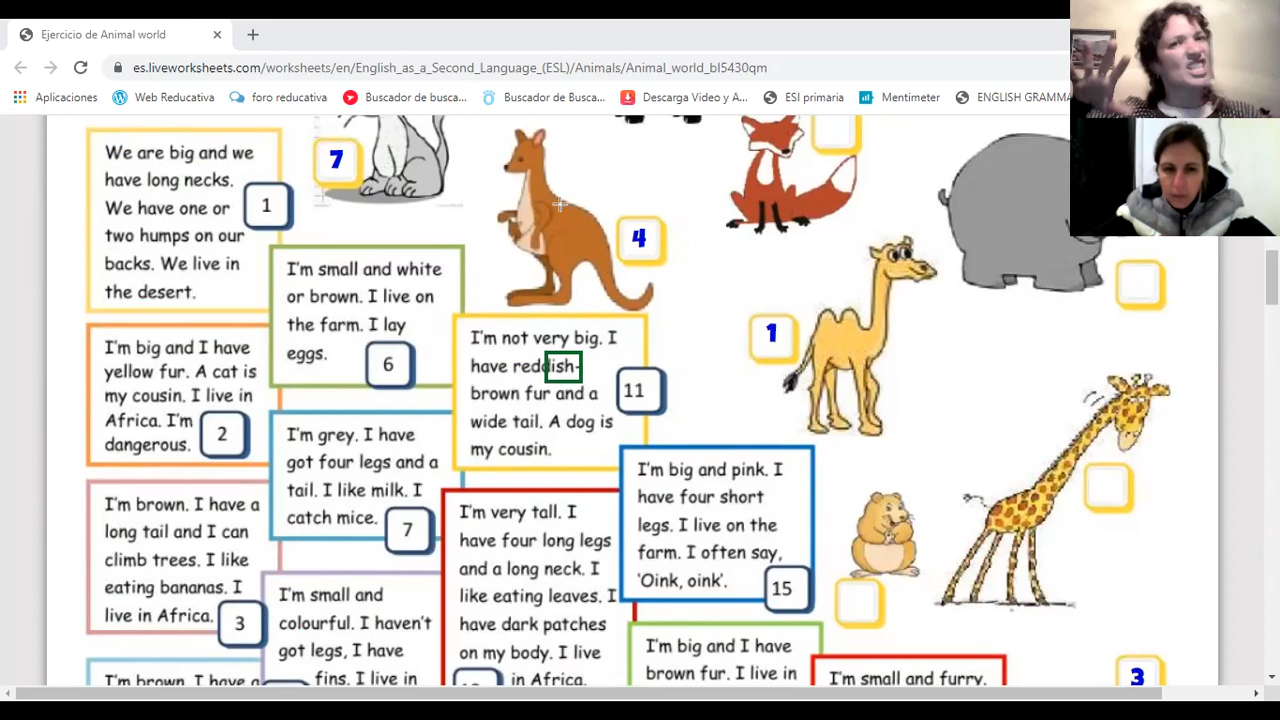 Ejercicio de Animal world
es.liveworksheets.com/worksheets/en/English_as_a_Second_Language_(ESL)/Animals/Animal_world_bl5430qm
Aplicaciones
Web Reducativa
foro reducativa
Buscador de busca...
Buscador de Busca...
Descarga Video y A...
ESI primaria
Mentimeter
ENGLISH GRAMMA
We are big and we
have long necks.
We have one or
two humps on our
backs. We live in
the desert.
1
I'm big and I have
yellow fur. A cat is
my cousin. I live in
Africa. I'm
dangerous.
2
I'm brown. I have a
long tail and I can
climb trees. I like
eating bananas. I
live in Africa.
3
I'm brown. I have a
7
I'm small and white
or brown. I live on
the farm. I lay
eggs.
6
I'm grey. I have
got four legs and a
tail. I like milk. I
catch mice.
7
I'm small and
colourful. I haven't
got legs, I have
fins. I live in
4
I'm not very big. I
have reddish-
brown fur and a
wide tail. A dog is
my cousin.
11
I'm very tall. I
have four long legs
and a long neck. I
like eating leaves. I
have dark patches
on my body. I live
in Africa.
1
I'm big and pink. I
have four short
legs. I live on the
farm. I often say,
'Oink, oink'.
15
I'm big and I have
brown fur. I live in
I'm small and furry.
3